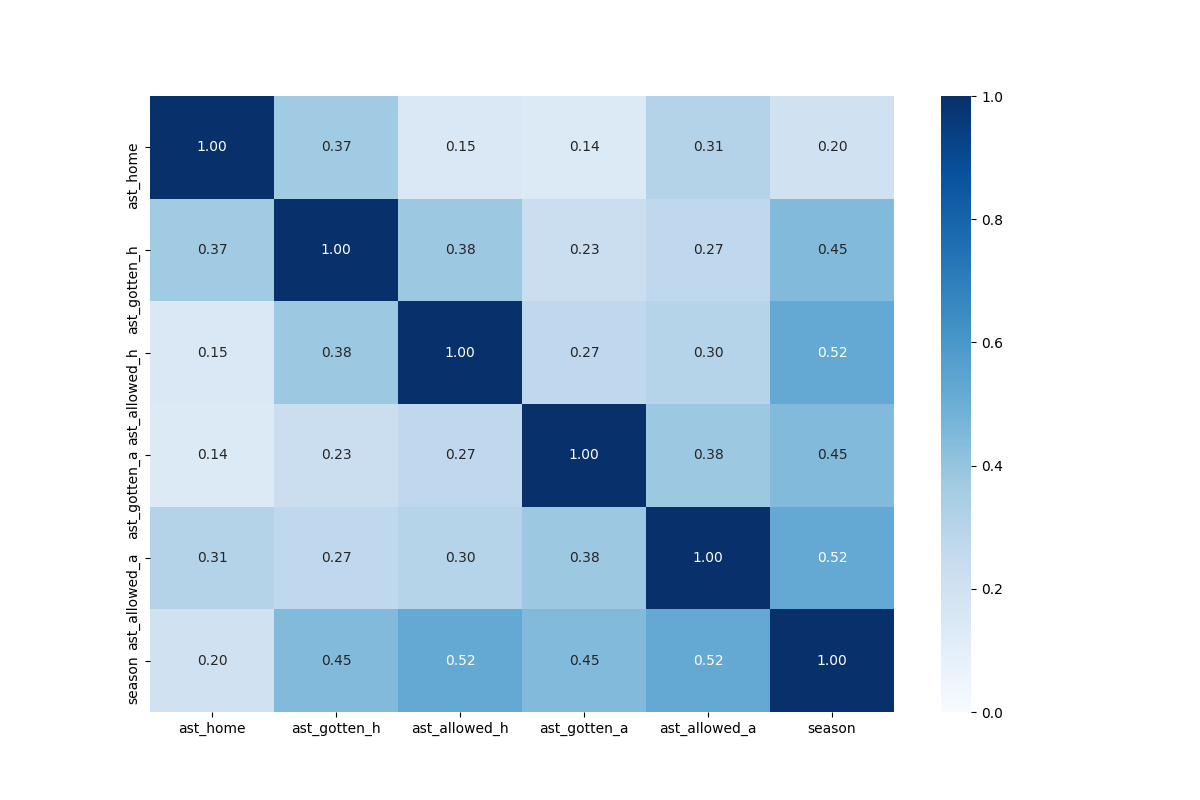 ast_home 1.00 0.37 0.15 0.14 0.31 0.20
ast_gotten_h 0.37 1.00 0.38 0.23 0.27 0.45
ast_allowed_h 0.15 0.38 1.00 0.27 0.30 0.52
ast_gotten_a 0.14 0.23 0.27 1.00 0.38 0.45
ast_allowed_a 0.31 0.27 0.30 0.38 1.00 0.52
season 0.20 0.45 0.52 0.45 0.52 1.00
ast_home ast_gotten_h ast_allowed_h ast_gotten_a ast_allowed_a season
1.0
0.8
0.6
0.4
0.2
0.0